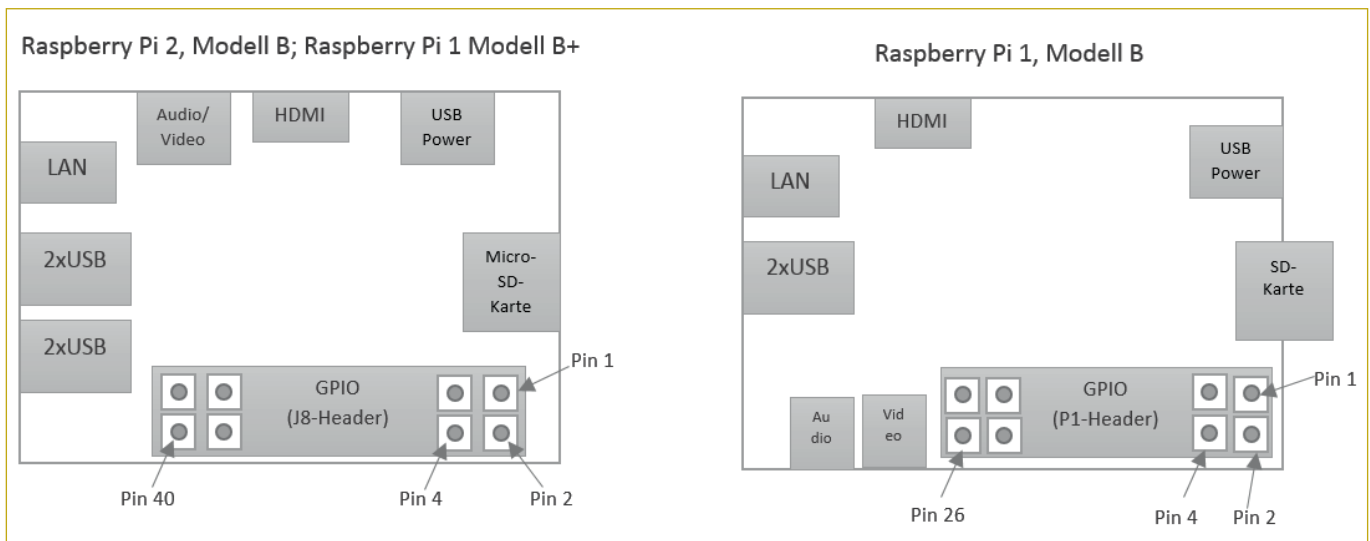 Raspberry Pi 2, Modell B; Raspberry Pi 1 Modell B+
Audio/
Video
HDMI
USB
Power
LAN
2xUSB
Micro-
SD-
Karte
2xUSB
Pin 1
GPIO
(J8-Header)
Pin 40
Pin 4
Pin 2
Raspberry Pi 1, Modell B
HDMI
USB
Power
LAN
2xUSB
SD-
Karte
Pin 1
GPIO
(P1-Header)
Au
dio
Vid
eo
Pin 26
Pin 4
Pin 2